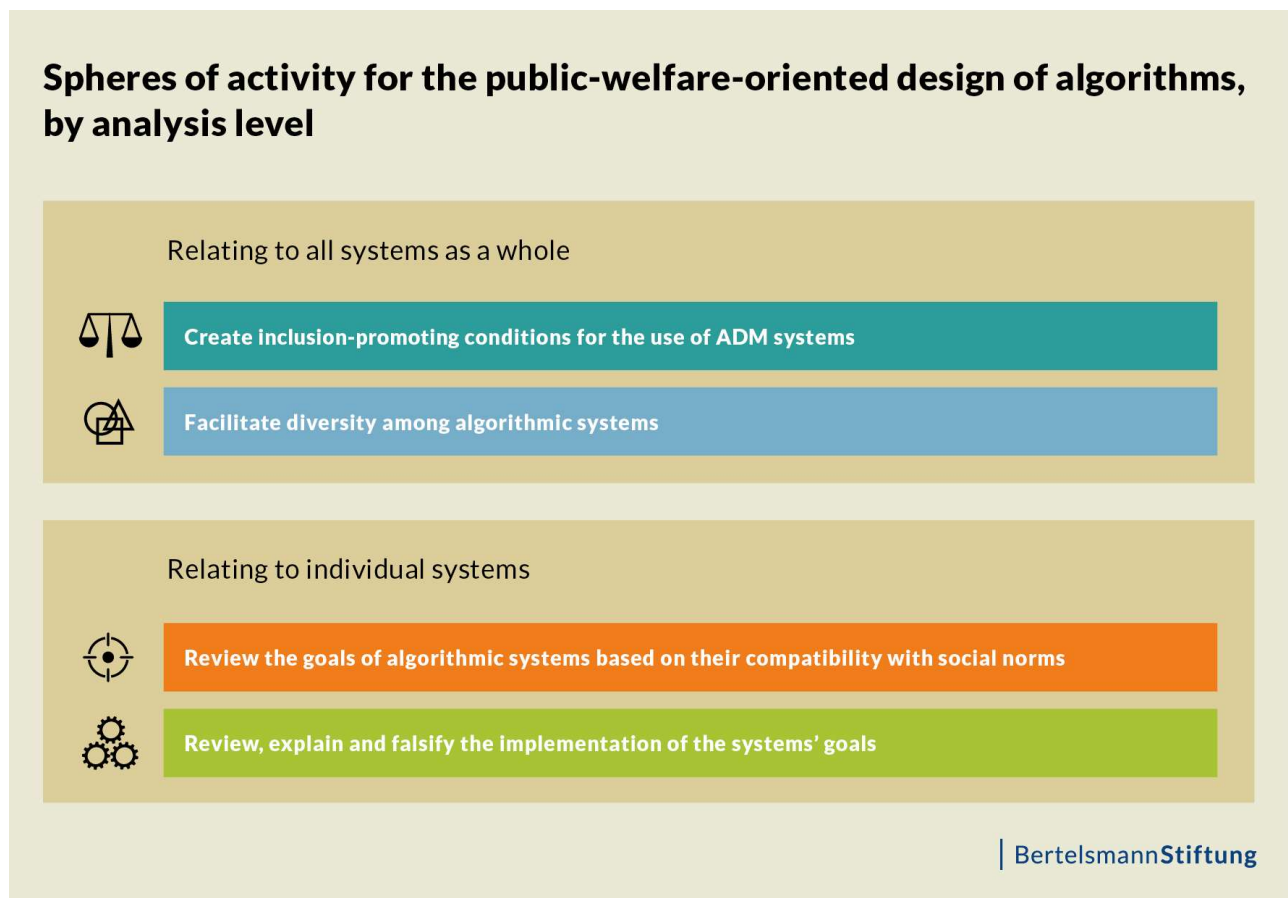 Spheres of activity for the public-welfare-oriented design of algorithms,
by analysis level
Relating to all systems as a whole
Create inclusion-promoting conditions for the use of ADM systems
Facilitate diversity among algorithmic systems
Relating to individual systems
Review the goals of algorithmic systems based on their compatibility with social norms
Review, explain and falsify the implementation of the systems’ goals
BertelsmannStiftung